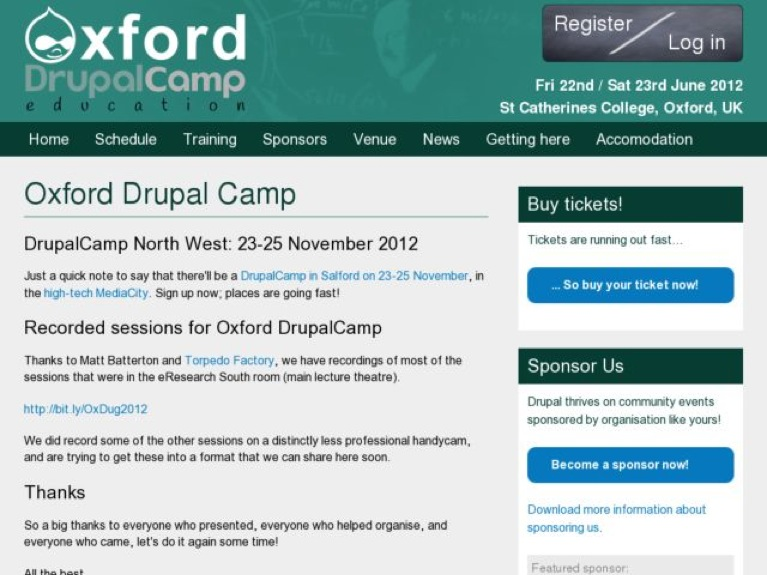 Oxford
DrupalCamp
education
Register
Log in
Fri 22nd / Sat 23rd June 2012
St Catherines College, Oxford, UK
Home Schedule Training Sponsors Venue News Getting here Accomodation
Oxford Drupal Camp
DrupalCamp North West: 23-25 November 2012
Just a quick note to say that there'll be a DrupalCamp in Salford on 23-25 November, in
the high-tech MediaCity. Sign up now; places are going fast!
Recorded sessions for Oxford DrupalCamp
Thanks to Matt Batterton and Torpedo Factory, we have recordings of most of the
sessions that were in the eResearch South room (main lecture theatre).
http://bit.ly/OxDug2012
We did record some of the other sessions on a distinctly less professional handycam,
and are trying to get these into a format that we can share here soon.
Thanks
So a big thanks to everyone who presented, everyone who helped organise, and
everyone who came, let's do it again some time!
All the best
Buy tickets!
Tickets are running out fast...
... So buy your ticket now!
Sponsor Us
Drupal thrives on community events
sponsored by organisation like yours!
Become a sponsor now!
Download more information about
sponsoring us.
Featured sponsor: